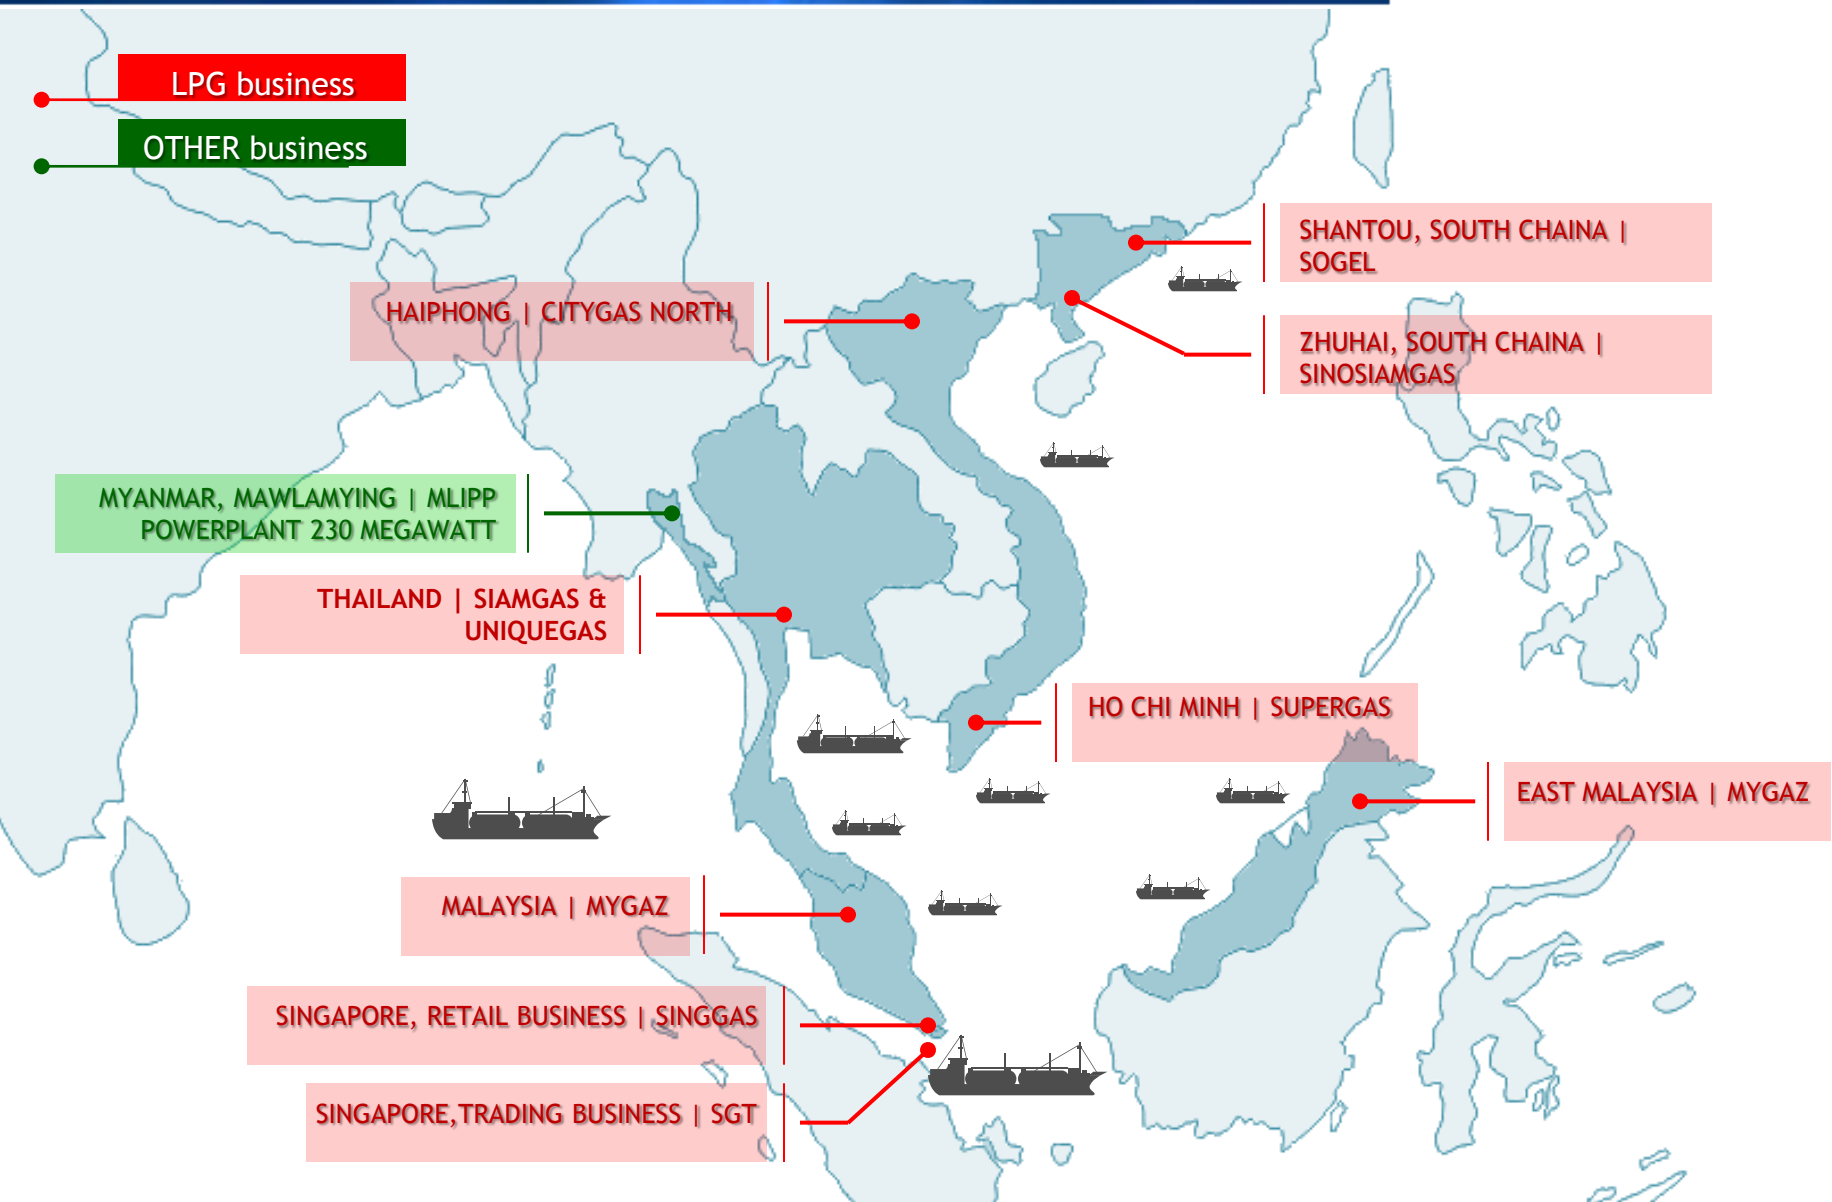 LPG business
OTHER business
SHANTOU, SOUTH CHAINA |
SOGEL
HAIPHONG | CITYGAS NORTH
ZHUHAI, SOUTH CHAINA |
SINOSIAMGAS
MYANMAR, MAWLAMYING | MLIPP
POWERPLANT 230 MEGAWATT
THAILAND | SIAMGAS &
UNIQUEGAS
HO CHI MINH | SUPERGAS
EAST MALAYSIA | MYGAZ
MALAYSIA | MYGAZ
SINGAPORE, RETAIL BUSINESS | SINGGAS
SINGAPORE,TRADING BUSINESS | SGT